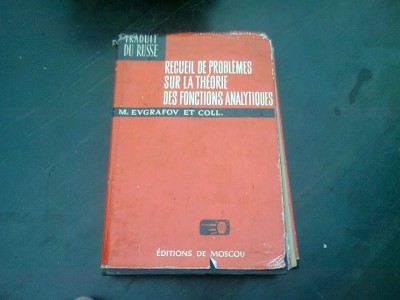 TRADUIT
DU RUSSE
RECUEIL DE PROBLÈMES
SUR LA THÉORIE
DES FONCTIONS ANALYTIQUES
M. EVGRAFOV ET COLL.
ÉDITIONS DE MOSCOU